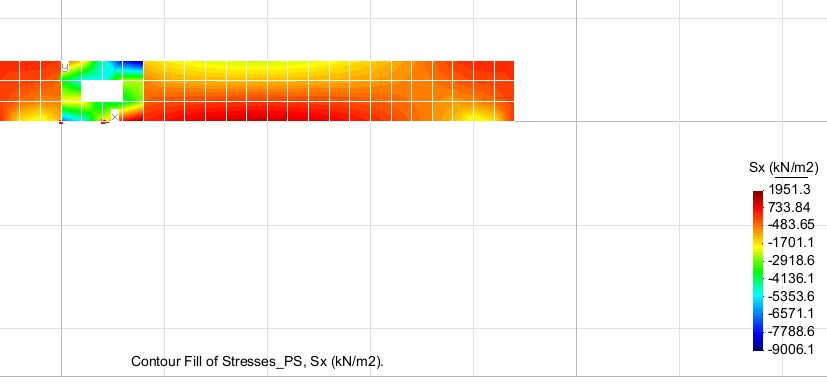 y
x
Sx (kN/m2)
1951.3
733.84
-483.65
-1701.1
-2918.6
-4136.1
-5353.6
-6571.1
-7788.6
-9006.1
Contour Fill of Stresses_PS, Sx (kN/m2).